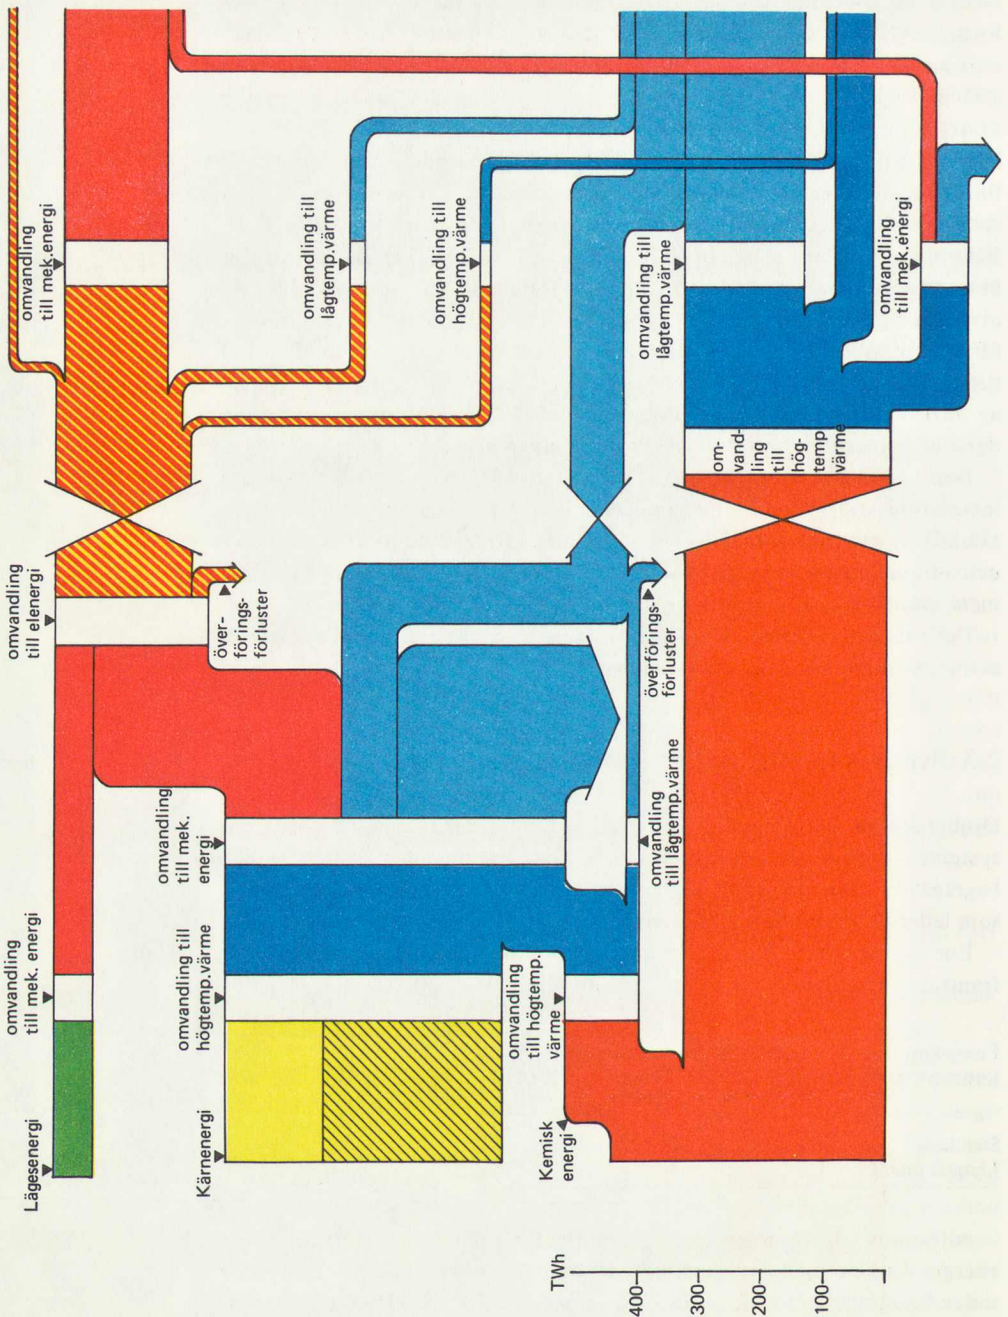 Lägesenergi
omvandling
till mek. energi
omvandling
till elenergi
omvandling
till mek.energi
över-
förings-
förluster
Kärnenergi
omvandling till
högtemp.värme
omvandling
till mek.
energi
omvandling till
lågtemp.värme
omvandling till
högtemp.värme
Kemisk
energi
omvandling
till högtemp.
värme
omvandling
till lågtemp.värme
överförings-
förluster
omvandling till
lågtemp.värme
om-
vand-
ling
till
hög-
temp
värme
omvandling
till mek.energi
TWh
400
300
200
100